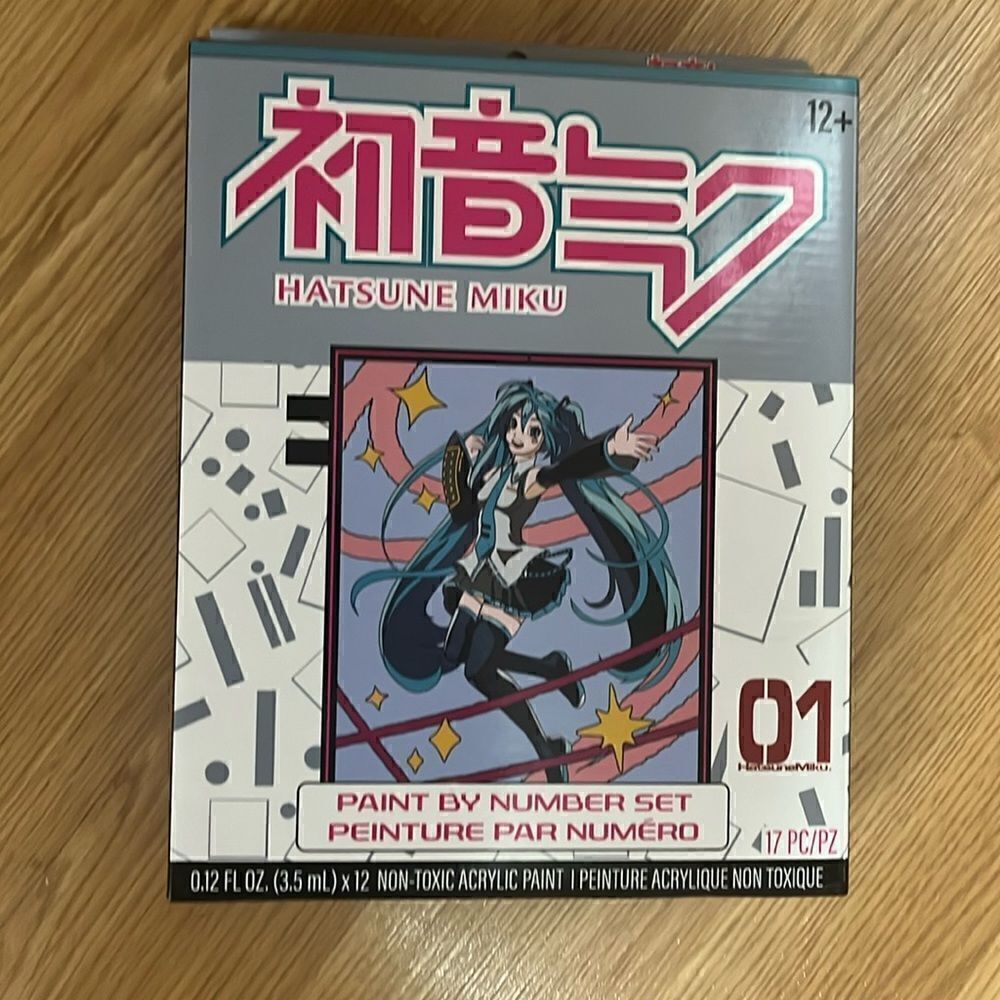 12+
初音ミク
HATSUNE MIKU
01
HatsuneMiku.
PAINT BY NUMBER SET
PEINTURE PAR NUMÉRO
17 PC/PZ
0.12 FL OZ. (3.5 mL) x 12 NON-TOXIC ACRYLIC PAINT | PEINTURE ACRYLIQUE NON TOXIQUE